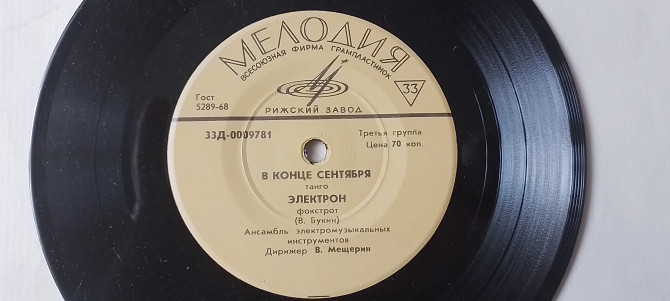 МЕЛОДИЯ
ВСЕСОЮЗНАЯ ФИРМА ГРАМПЛАСТИНОК
Гост
5289-68
33
РИЖСКИЙ ЗАВОД
33Д-0009781
Третья группа
Цена 70 коп.
В КОНЦЕ СЕНТЯБРЯ
танго
ЭЛЕКТРОН
фокстрот
(В. Букин)
Ансамбль электромузыкальных
инструментов
Дирижер В. Мещерин